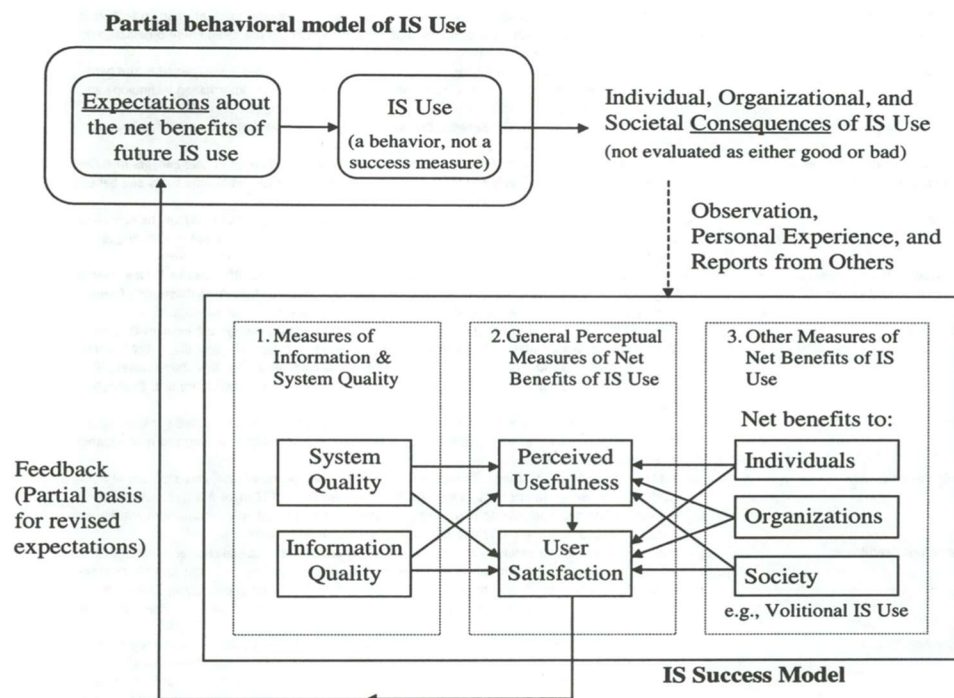 Partial behavioral model of IS Use
Expectations about
the net benefits of
future IS use
IS Use
(a behavior, not a
success measure)
Individual, Organizational, and
Societal Consequences of IS Use
(not evaluated as either good or bad)
Observation,
Personal Experience, and
Reports from Others
1. Measures of
Information &
System Quality
2.General Perceptual
Measures of Net
Benefits of IS Use
3. Other Measures of
Net Benefits of IS
Use
Net benefits to:
System
Quality
Information
Quality
Perceived
Usefulness
User
Satisfaction
Individuals
Organizations
Society
e.g., Volitional IS Use
Feedback
(Partial basis
for revised
expectations)
IS Success Model